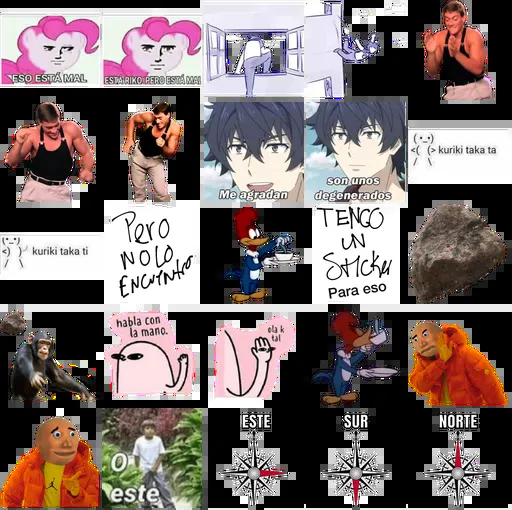 ESO ESTÁ MAL
ESTÁ RIKO, PERO ESTÁ MAL
Me agradan
son unos
degenerados
kuriki taka ta
kuriki taka ti
Pero
NO LO
ENCUENTRO
TENGO
UN
Sticker
Para eso
habla con
la mano.
ola k
tal
O
este
ESTE
SUR
NORTE